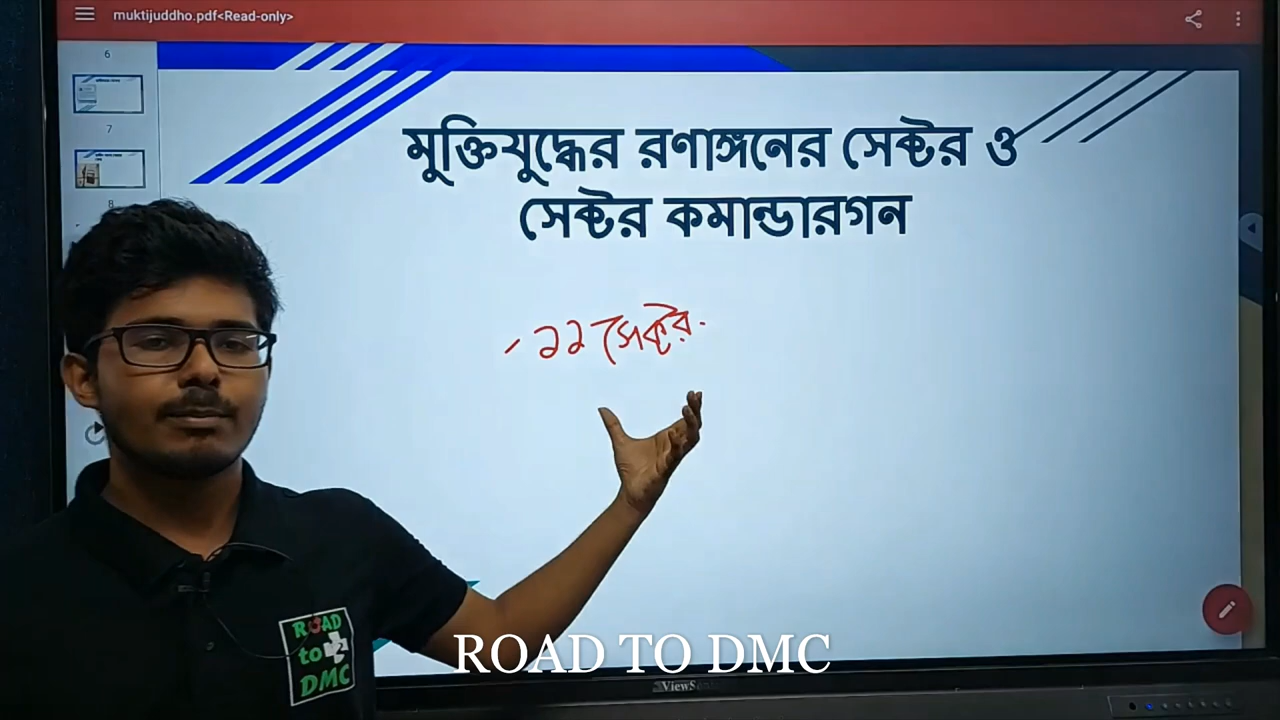 muktijuddho.pdf<Read-only>
6
7
8
মুক্তিযুদ্ধের রণাঙ্গনের সেক্টর ও
সেক্টর কমান্ডারগন
- ১১ সেক্টর.
ROAD
to
DMC
ROAD TO DMC
ViewSonic